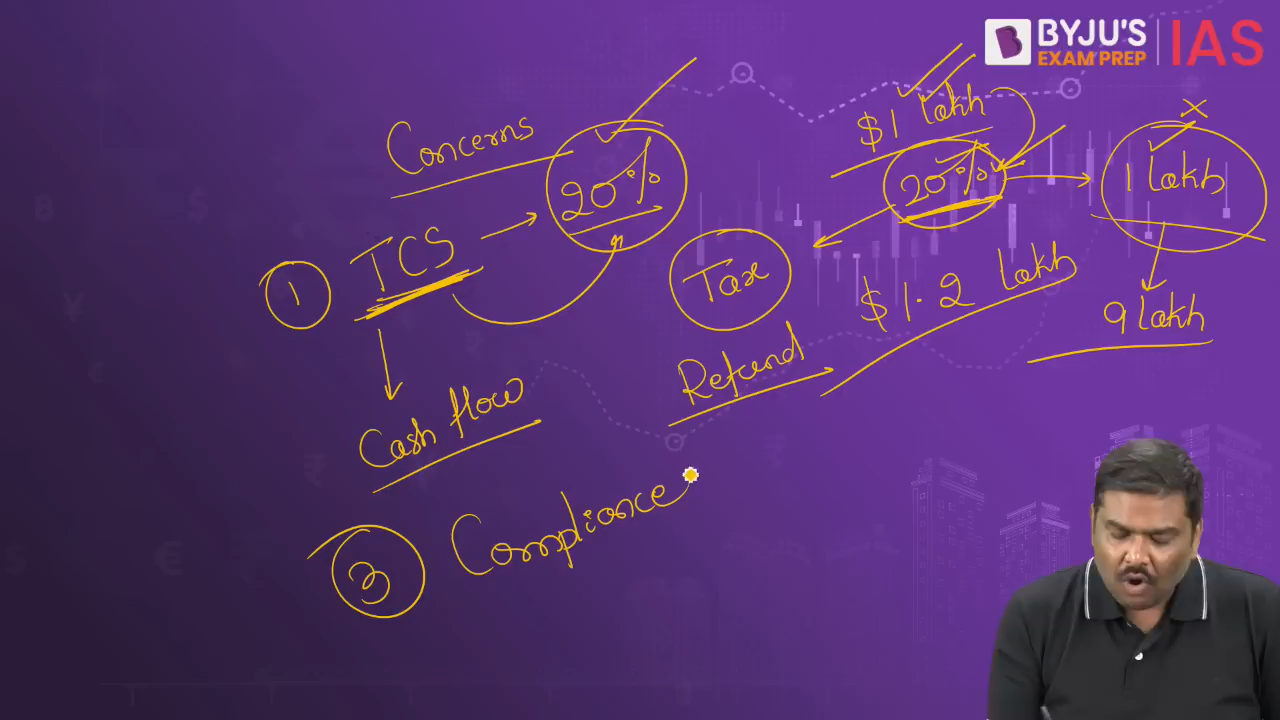 BYJU'S
EXAM PREP
IAS
Concerns
20%
1
TCS
Cash flow
$1 lakh
20%
1 lakh
x
9 lakh
Tax
$1.2 lakh
Refund
3
Compliance